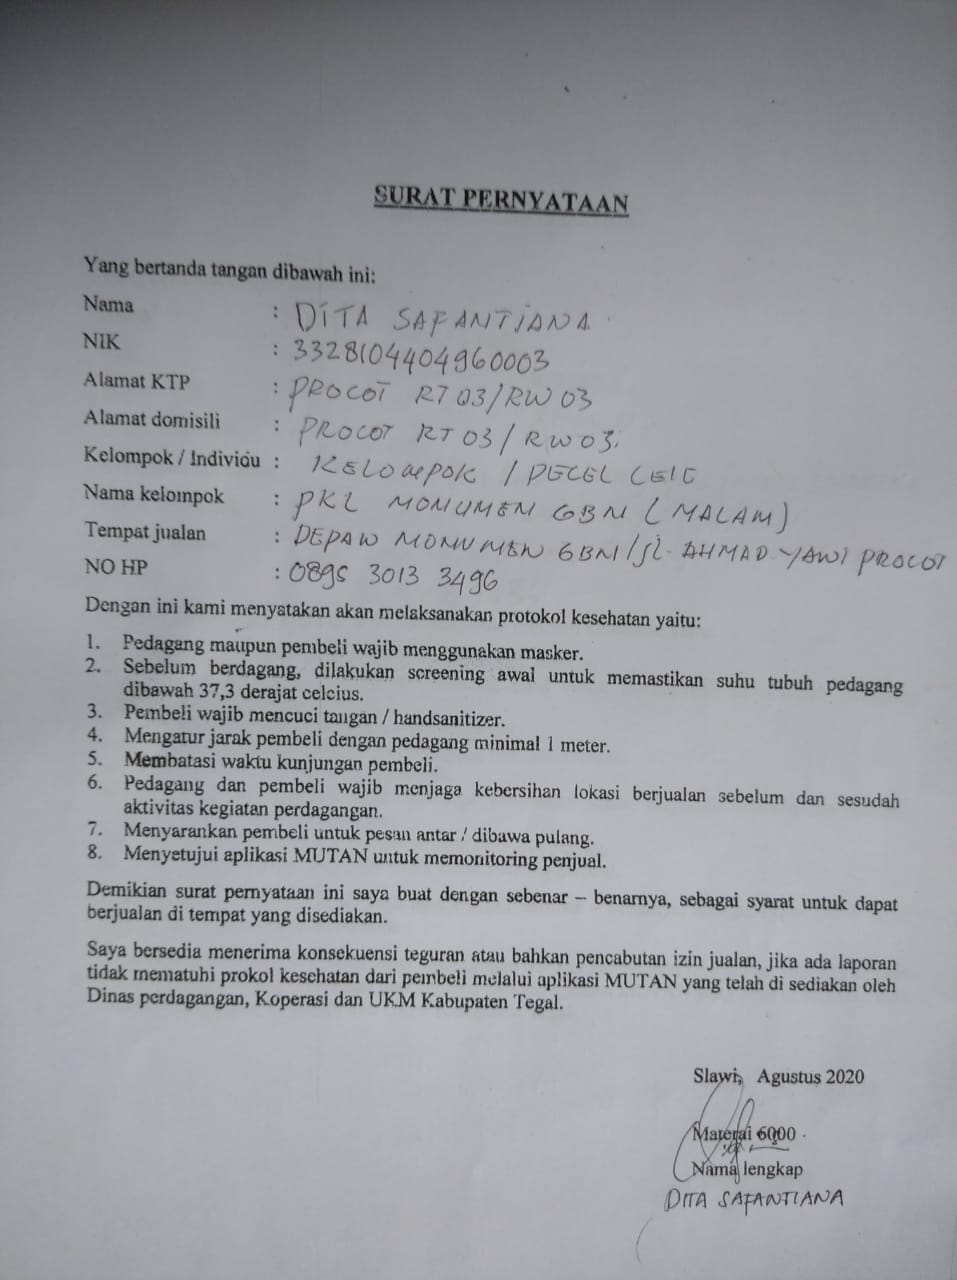 SURAT PERNYATAAN
Yang bertanda tangan dibawah ini:
Nama : DITA SAFANTIANA
NIK : 3328104404960003
Alamat KTP : PROCOT RT 03/RW 03
Alamat domisili : PROCOT RT 03/RW 03.
Kelompok / Individu : KELOMPOK / PECEL
Nama kelompok : PKL MONUMEN GBN (MALAM)
Tempat jualan : DEPAN MONUMEN GBN/JL. AHMAD YANI PROCOT
NO HP : 0895 3013 3496
Dengan ini kami menyatakan akan melaksanakan protokol kesehatan yaitu:
1. Pedagang maupun pembeli wajib menggunakan masker.
2. Sebelum berdagang, dilakukan screening awal untuk memastikan suhu tubuh pedagang
dibawah 37,3 derajat celcius.
3. Pembeli wajib mencuci tangan / handsanitizer.
4. Mengatur jarak pembeli dengan pedagang minimal 1 meter.
5. Membatasi waktu kunjungan pembeli.
6. Pedagang dan pembeli wajib menjaga kebersihan lokasi berjualan sebelum dan sesudah
aktivitas kegiatan perdagangan.
7. Menyarankan pembeli untuk pesan antar / dibawa pulang.
8. Menyetujui aplikasi MUTAN untuk memonitoring penjual.
Demikian surat pernyataan ini saya buat dengan sebenar – benarnya, sebagai syarat untuk dapat
berjualan di tempat yang disediakan.
Saya bersedia menerima konsekuensi teguran atau bahkan pencabutan izin jualan, jika ada laporan
tidak mematuhi prokol kesehatan dari pembeli melalui aplikasi MUTAN yang telah di sediakan oleh
Dinas perdagangan, Koperasi dan UKM Kabupaten Tegal.
Slawi, Agustus 2020
Materai 6000
Nama lengkap
DITA SAFANTIANA